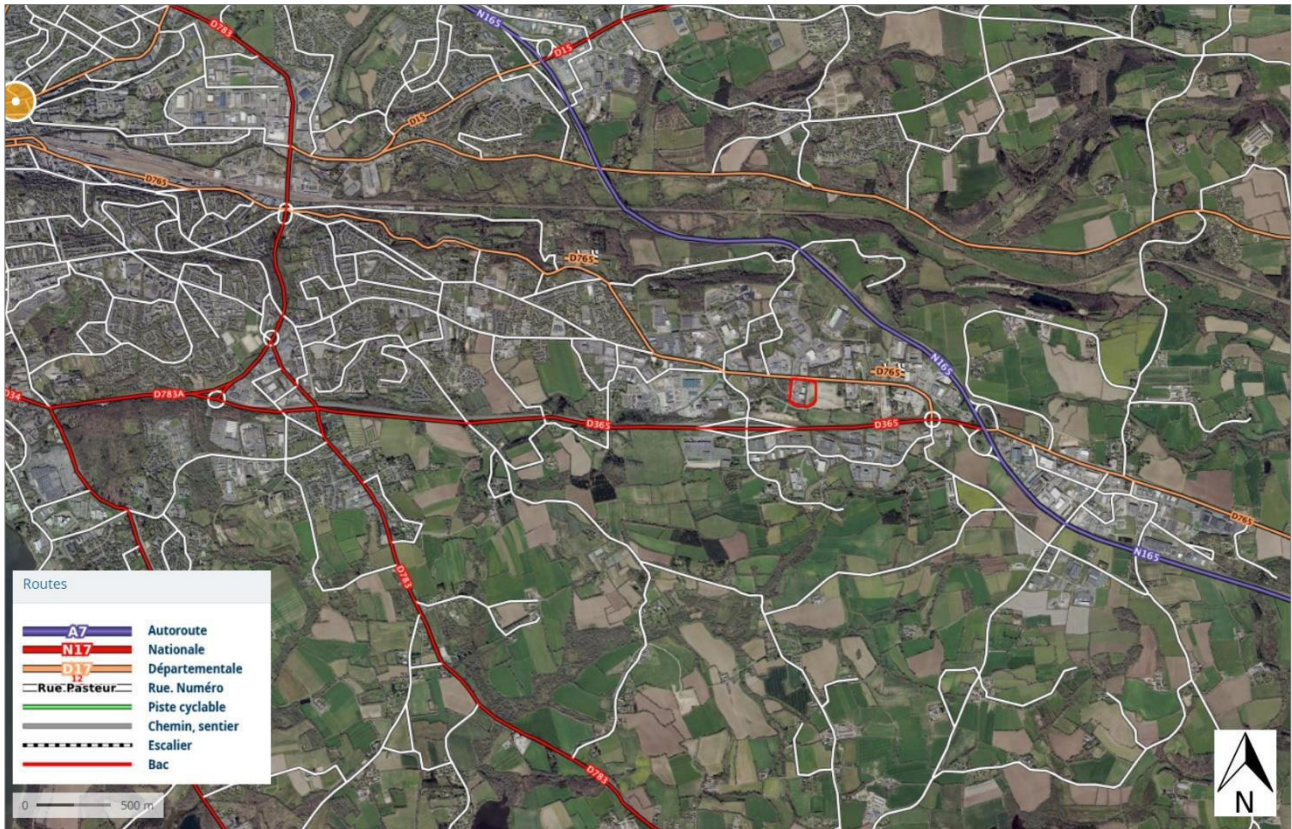 D783
N165
D15
D15
D765
D765
N165
D765
D34
D783A
D365
D365
D765
N165
D783
D783
Routes
A7 Autoroute
N17 Nationale
D17 Départementale
12
Rue.Pasteur Rue. Numéro
Piste cyclable
Chemin, sentier
Escalier
Bac
0 500 m
N